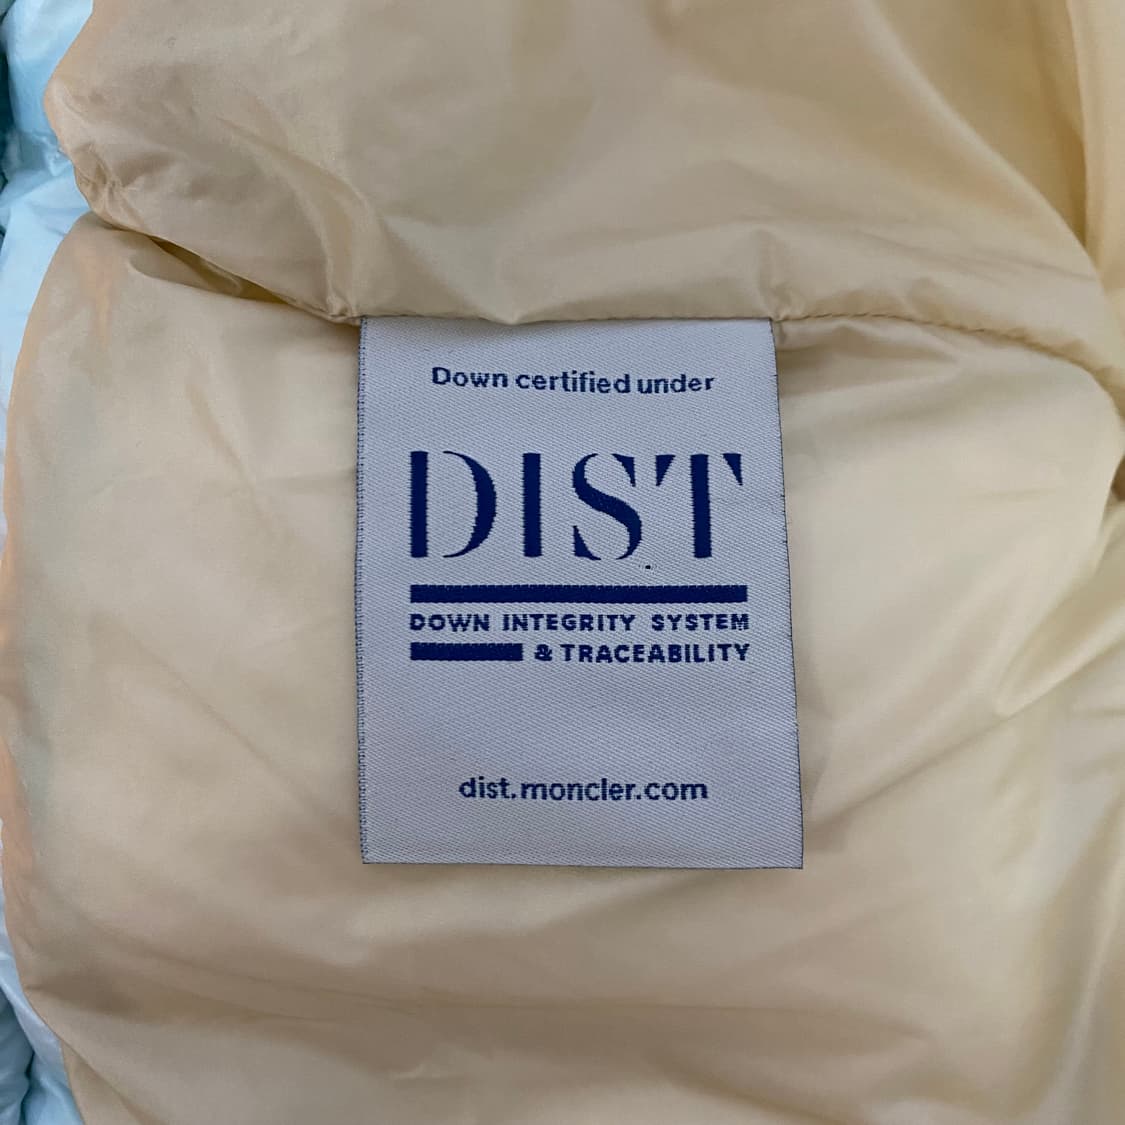 Down certified under
DIST
DOWN INTEGRITY SYSTEM
& TRACEABILITY
dist.moncler.com